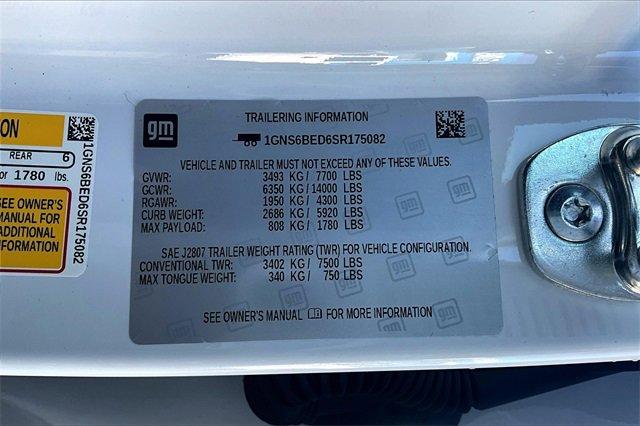 ON
REAR 6
or 1780 lbs.
SEE OWNER'S
MANUAL FOR
ADDITIONAL
INFORMATION
1GNS6BED6SR175082
gm
TRAILERING INFORMATION
1GNS6BED6SR175082
VEHICLE AND TRAILER MUST NOT EXCEED ANY OF THESE VALUES.
GVWR: 3493 KG/ 7700 LBS
GCWR: 6350 KG/ 14000 LBS
RGAWR: 1950 KG/ 4300 LBS
CURB WEIGHT: 2686 KG/ 5920 LBS
MAX PAYLOAD: 808 KG/ 1780 LBS
SAE J2807 TRAILER WEIGHT RATING (TWR) FOR VEHICLE CONFIGURATION.
CONVENTIONAL TWR: 3402 KG/ 7500 LBS
MAX TONGUE WEIGHT: 340 KG/ 750 LBS
SEE OWNER'S MANUAL FOR MORE INFORMATION